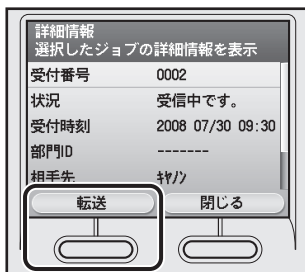 詳細情報
選択したジョブの詳細情報を表示
受付番号 0002
状況 受信中です。
受付時刻 2008 07/30 09:30
部門ID -------
相手先 ｷﾔﾉﾝ
転送 閉じる